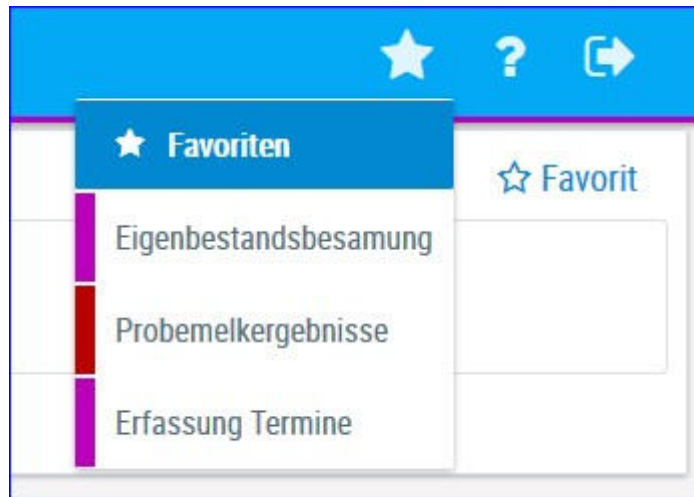 Favoriten
Favorit
Eigenbestandsbesamung
Probemelkergebnisse
Erfassung Termine